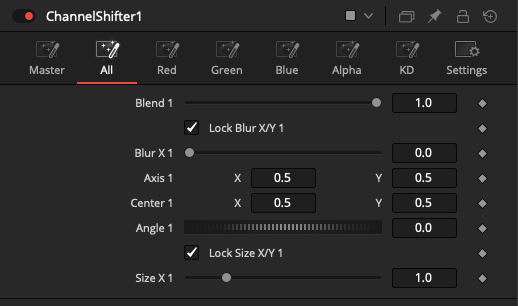 ChannelShifter1
Master All Red Green Blue Alpha KD Settings
Blend 1 1.0
Lock Blur X/Y 1
Blur X 1 0.0
Axis 1 X 0.5 Y 0.5
Center 1 X 0.5 Y 0.5
Angle 1 0.0
Lock Size X/Y 1
Size X 1 1.0